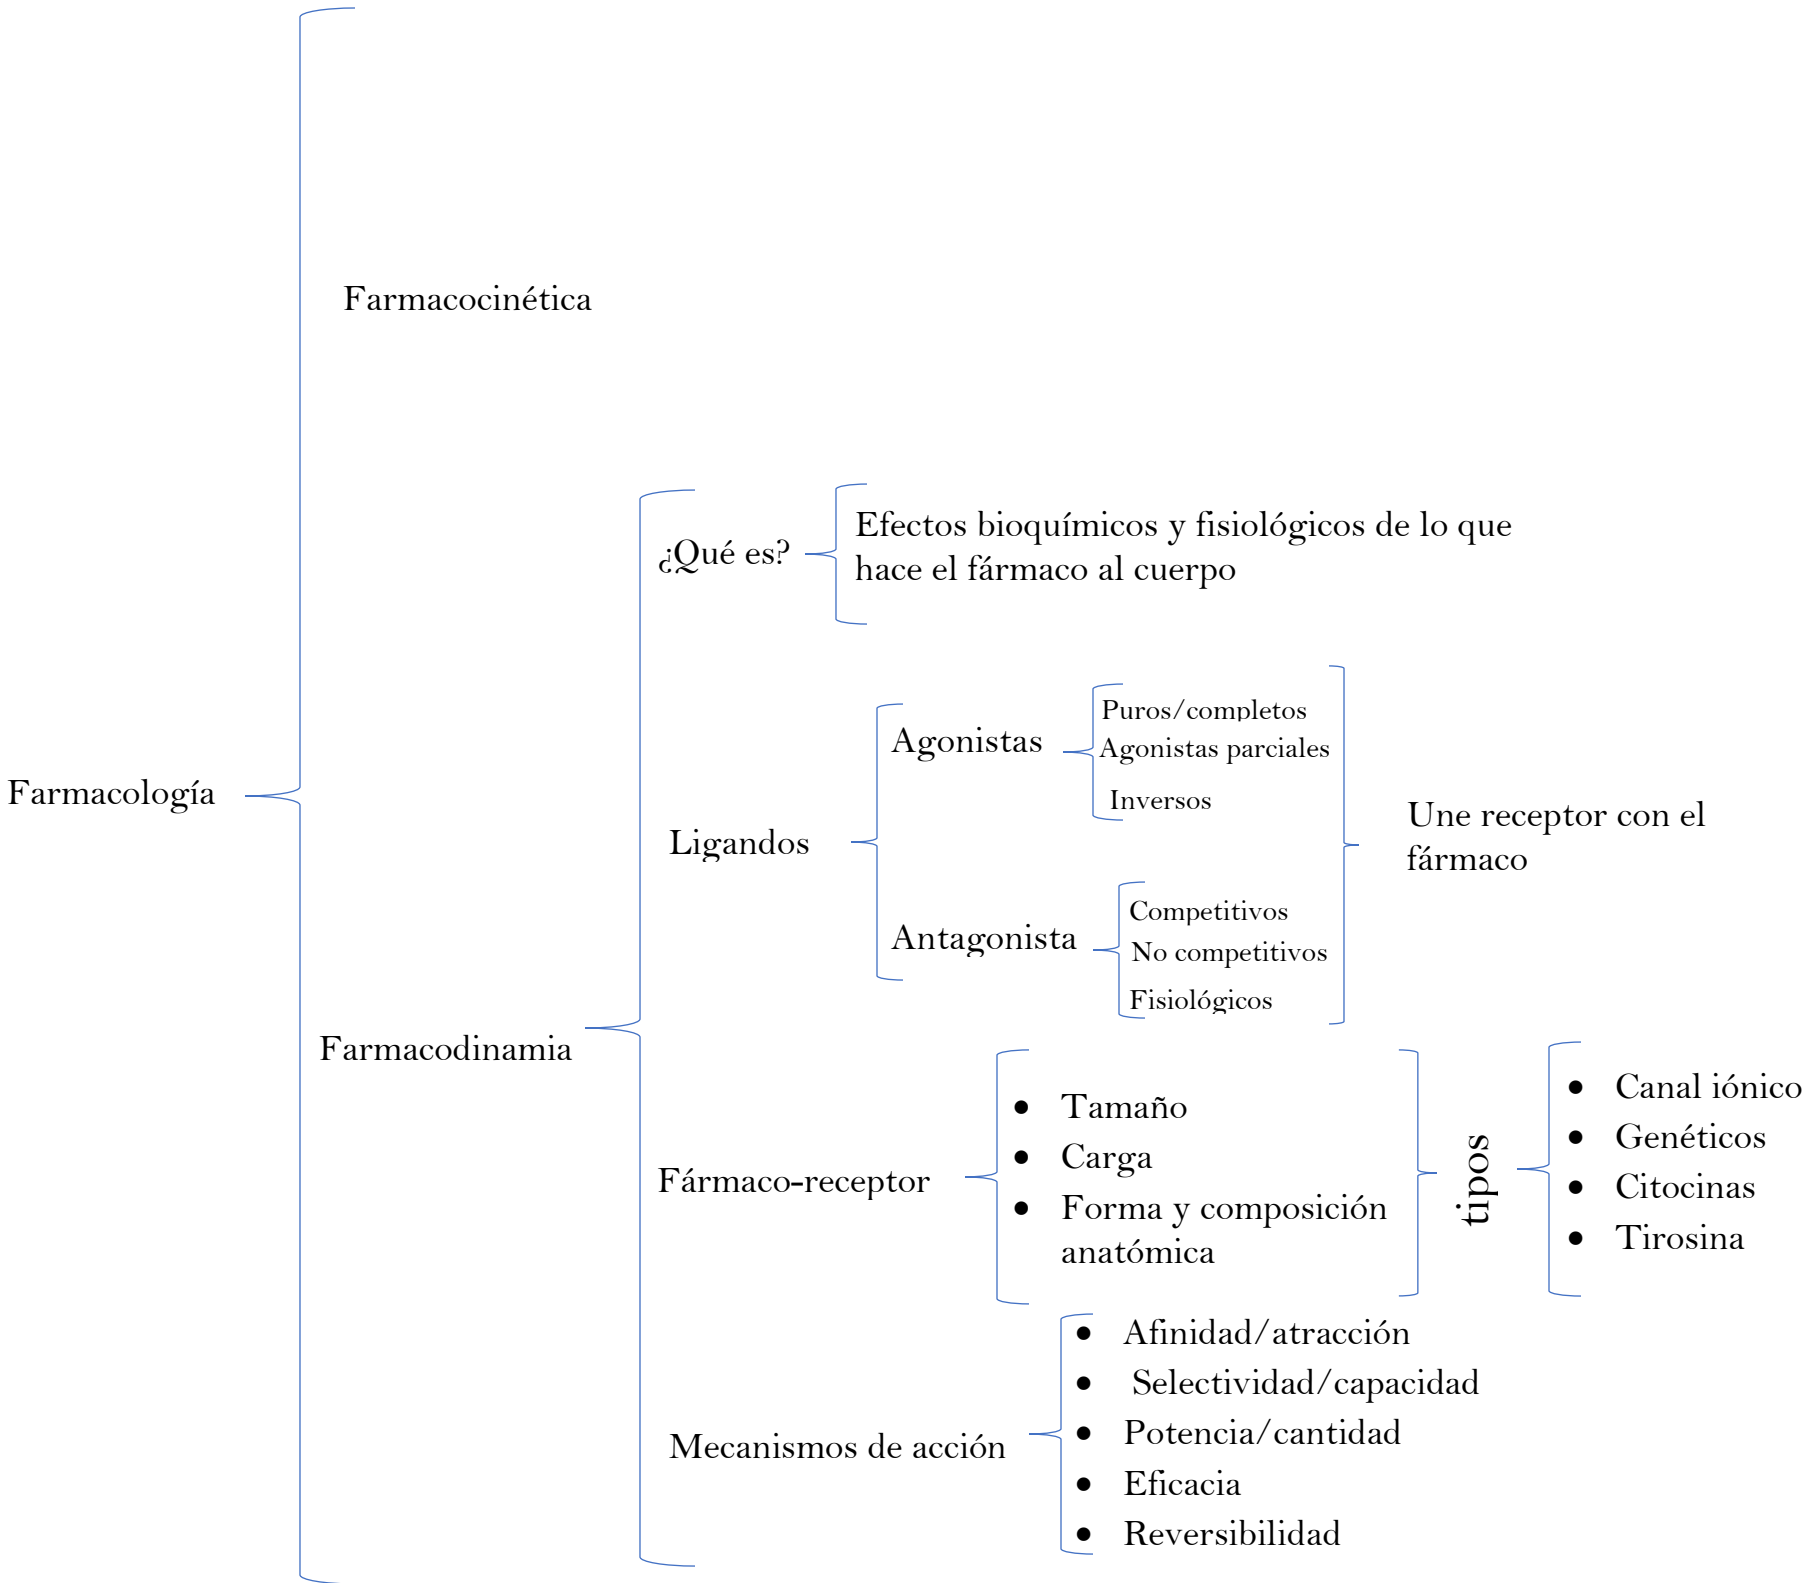 Farmacología
Farmacocinética
Farmacodinamia
¿Qué es?
Efectos bioquímicos y fisiológicos de lo que
hace el fármaco al cuerpo
Ligandos
Agonistas
Puros/completos
Agonistas parciales
Inversos
Antagonista
Competitivos
No competitivos
Fisiológicos
Une receptor con el
fármaco
Fármaco-receptor
• Tamaño
• Carga
• Forma y composición
anatómica
tipos
• Canal iónico
• Genéticos
• Citocinas
• Tirosina
Mecanismos de acción
• Afinidad/atracción
• Selectividad/capacidad
• Potencia/cantidad
• Eficacia
• Reversibilidad